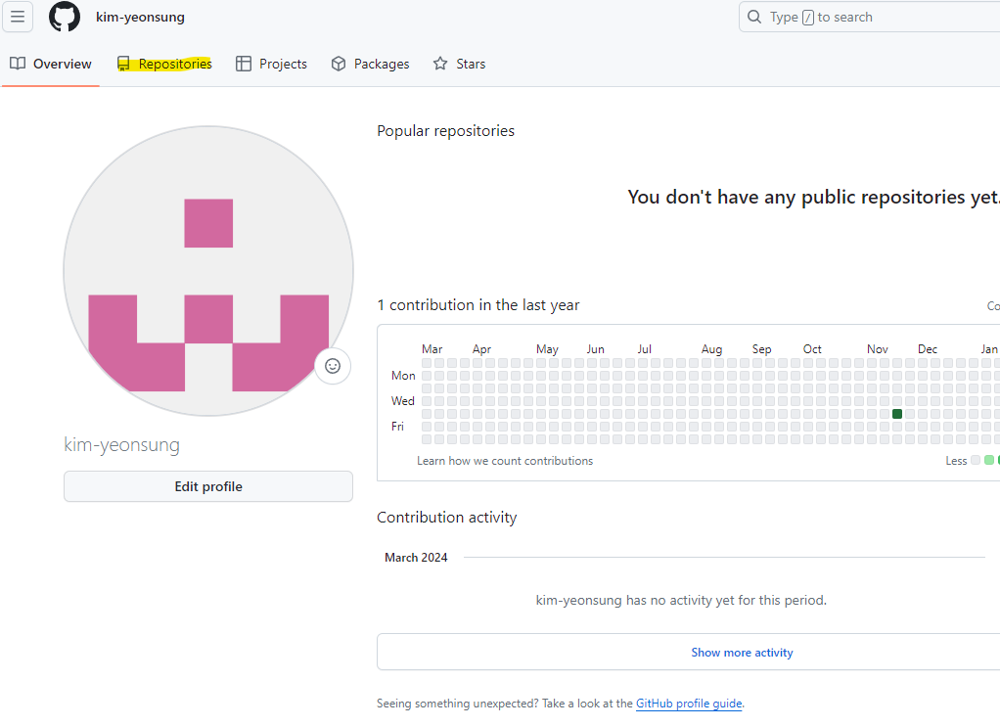 kim-yeonsung
Type / to search
Overview Repositories Projects Packages Stars
Popular repositories
You don't have any public repositories yet.
1 contribution in the last year
Co
Mar Apr May Jun Jul Aug Sep Oct Nov Dec Jan
Mon
Wed
Fri
Learn how we count contributions
Less
kim-yeonsung
Edit profile
Contribution activity
March 2024
kim-yeonsung has no activity yet for this period.
Show more activity
Seeing something unexpected? Take a look at the GitHub profile guide.